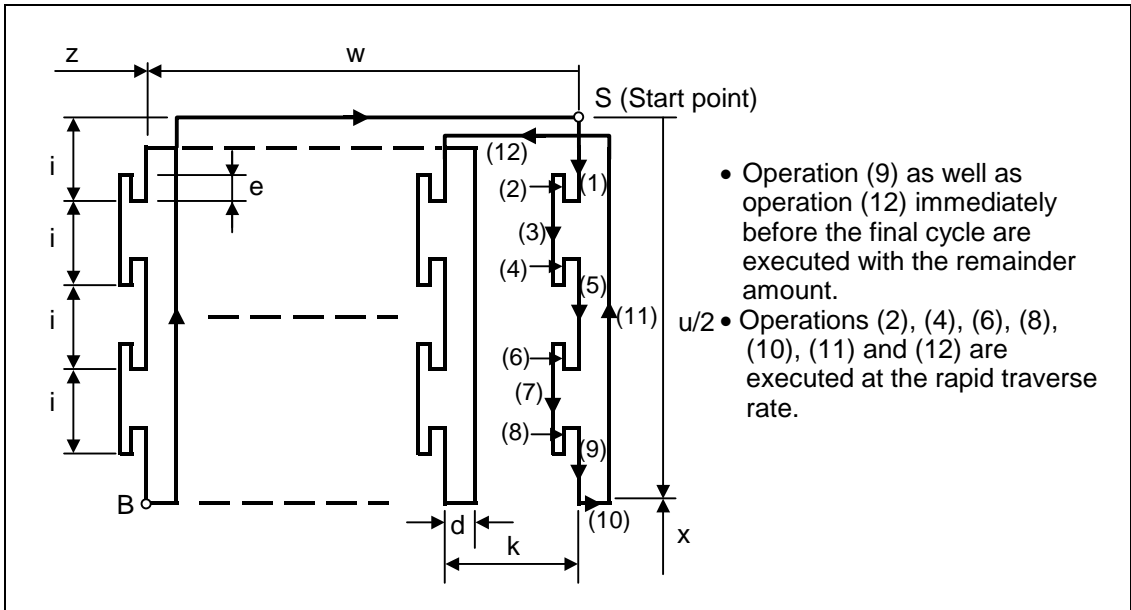 z
w
S (Start point)
i
e
(12)
(1)
(2)
i
(3)
(4)
(5)
i
(11)
u/2
(6)
(7)
i
(8)
(9)
B
d
(10)
k
x
• Operation (9) as well as
operation (12) immediately
before the final cycle are
executed with the remainder
amount.
• Operations (2), (4), (6), (8),
(10), (11) and (12) are
executed at the rapid traverse
rate.